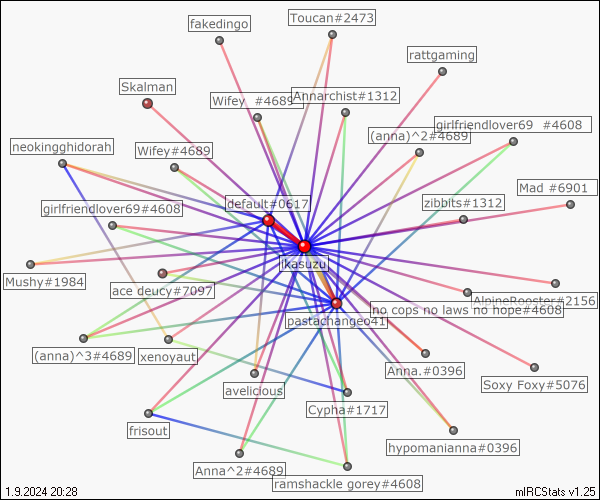 Toucan#2473
fakedingo
rattgaming
Skalman
Wifey #4689
Annarchist#1312
girlfriendlover69 #4608
(anna)^2#4689
neokingghidorah
Wifey#4689
Mad #6901
girlfriendlover69#4608
default#0617
zibbits#1312
ikasuzu
Mushy#1984
ace deucy#7097
AlpineRooster#2156
no cops no laws no hope#4608
pastachangeo41
(anna)^3#4689
xenoyaut
Anna.#0396
Soxy Foxy#5076
avelicious
Cypha#1717
frisout
hypomanianna#0396
Anna^2#4689
ramshackle gorey#4608
1.9.2024 20:28
mIRCStats v1.25